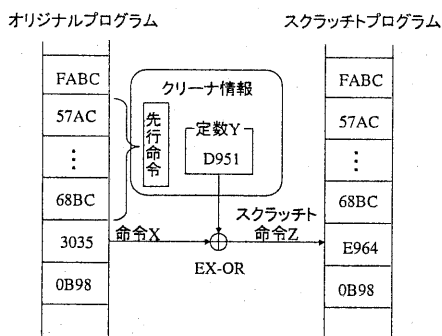 オリジナルプログラム
スクラッチトプログラム
FABC
57AC
⋮
68BC
3035
0B98
クリーナ情報
先行命令
定数Y
D951
命令X
EX-OR
スクラッチト
命令Z
FABC
57AC
⋮
68BC
E964
0B98